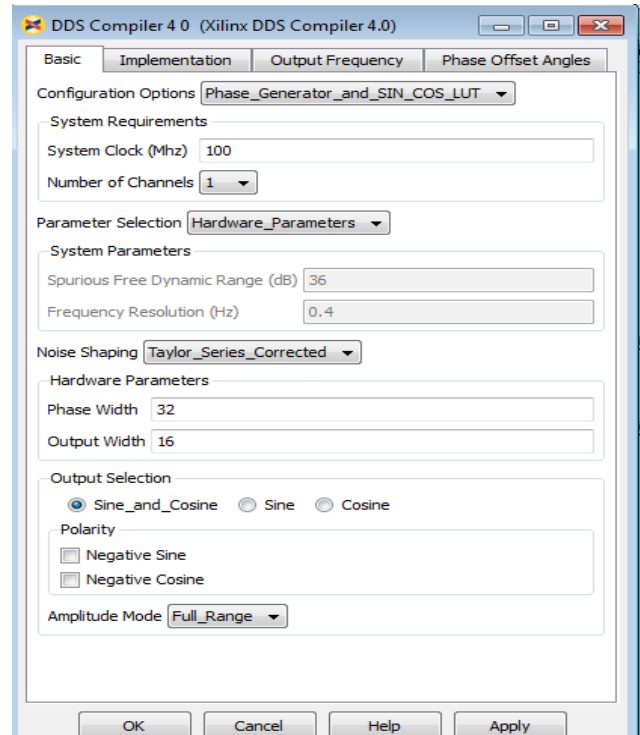 DDS Compiler 4 0 (Xilinx DDS Compiler 4.0)
Basic Implementation Output Frequency Phase Offset Angles
Configuration Options Phase_Generator_and_SIN_COS_LUT
System Requirements
System Clock (Mhz) 100
Number of Channels 1
Parameter Selection Hardware_Parameters
System Parameters
Spurious Free Dynamic Range (dB) 36
Frequency Resolution (Hz) 0.4
Noise Shaping Taylor_Series_Corrected
Hardware Parameters
Phase Width 32
Output Width 16
Output Selection
Sine_and_Cosine Sine Cosine
Polarity
Negative Sine
Negative Cosine
Amplitude Mode Full_Range
OK Cancel Help Apply